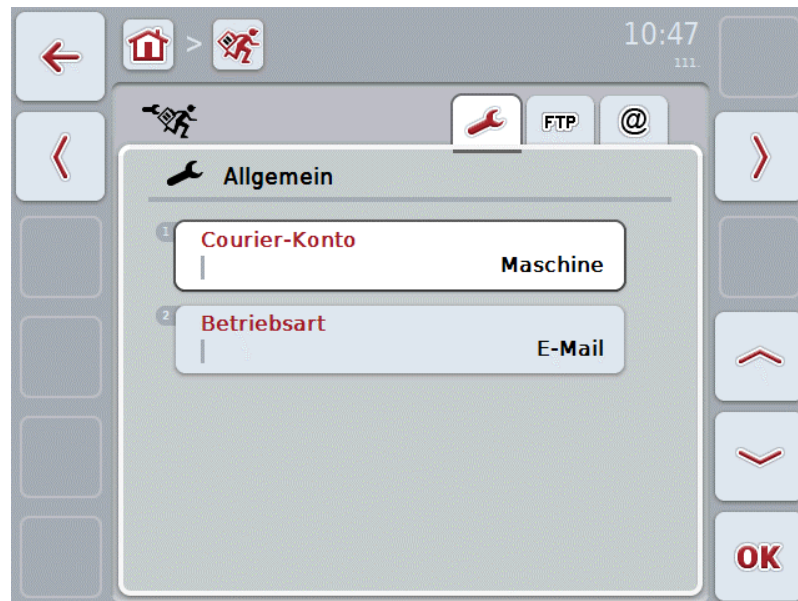 >
10:47
111.
FTP
@
Allgemein
1
Courier-Konto
Maschine
2
Betriebsart
E-Mail
OK